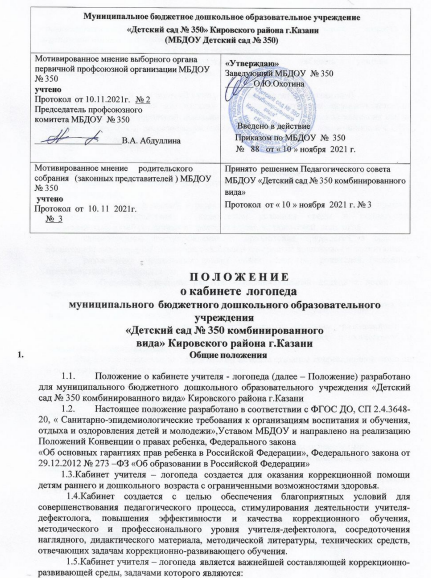 Муниципальное бюджетное дошкольное образовательное учреждение
«Детский сад № 350» Кировского района г.Казани
(МБДОУ Детский сад № 350)
Мотивированное мнение выборного органа
первичной профсоюзной организации МБДОУ
№ 350
учтено
Протокол от 10.11.2021г. № 2
Председатель профсоюзного
комитета МБДОУ № 350
В.А. Абдуллина
«Утверждаю»
Заведующий МБДОУ № 350
О.Ю.Охотина
Введено в действие
Приказом по МБДОУ № 350
№ 88 от « 10 » ноября 2021 г.
Мотивированное мнение родительского
собрания (законных представителей ) МБДОУ
№ 350
учтено
Протокол от 10. 11 2021г.
№ 3
Принято решением Педагогического совета
МБДОУ «Детский сад № 350 комбинированного
вида»
Протокол от « 10 » ноября 2021 г. № 3
П О Л О Ж Е Н И Е
о кабинете логопеда
муниципального бюджетного дошкольного образовательного
учреждения
«Детский сад № 350 комбинированного
вида» Кировского района г.Казани
1. Общие положения
1.1. Положение о кабинете учителя - логопеда (далее – Положение) разработано
для муниципального бюджетного дошкольного образовательного учреждения «Детский
сад № 350 комбинированного вида» Кировского района г.Казани
1.2. Настоящее положение разработано в соответствии с ФГОС ДО, СП 2.4.3648-
20, « Санитарно-эпидемиологические требования к организациям воспитания и обучения,
отдыха и оздоровления детей и молодежи»,Уставом МБДОУ и направлено на реализацию
Положений Конвенции о правах ребенка, Федерального закона
«Об основных гарантиях прав ребенка в Российской Федерации», Федерального закона от
29.12.2012 № 273 –ФЗ «Об образовании в Российской Федерации»
1.3.Кабинет учителя – логопеда создается для оказания коррекционной помощи
детям раннего и дошкольного возраста с ограниченными возможностями здоровья.
1.4.Кабинет создается с целью обеспечения благоприятных условий для
совершенствования педагогического процесса, стимулирования деятельности учителя-
дефектолога, повышения эффективности и качества коррекционного обучения,
методического и профессионального уровня учителя-дефектолога, сосредоточения
наглядного, дидактического материала, методической литературы, технических средств,
отвечающих задачам коррекционно-развивающего обучения.
1.5.Кабинет учителя – логопеда является важнейшей составляющей коррекционно-
развивающей среды, задачами которого являются: